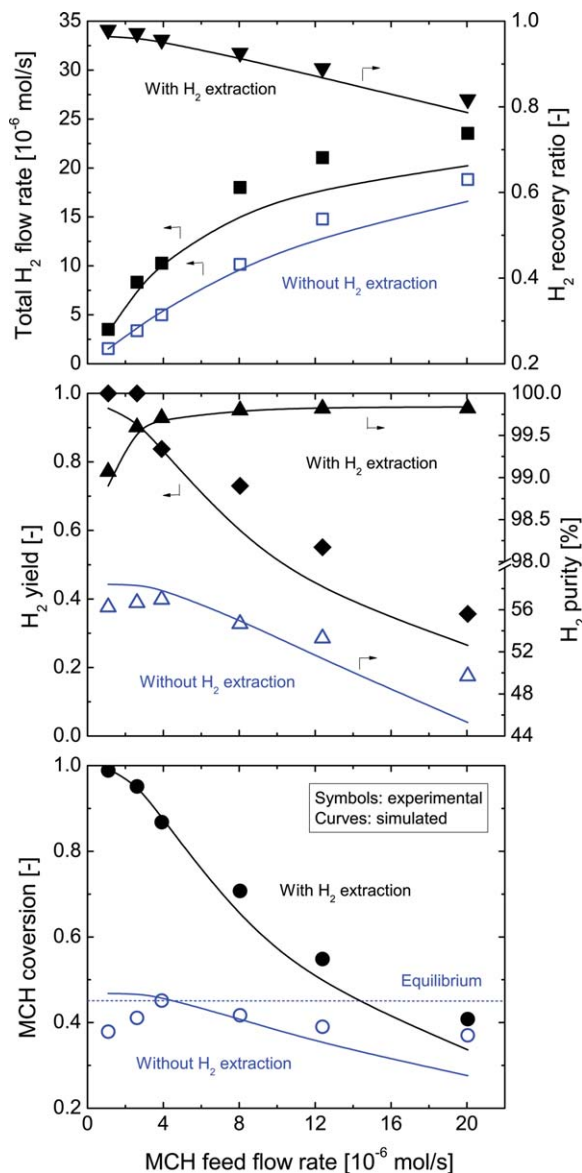 35
30
25
20
15
10
5
0
Total H₂ flow rate [10⁻⁶ mol/s]
With H₂ extraction
Without H₂ extraction
1.0
0.8
0.6
0.4
0.2
H₂ recovery ratio [-]
1.0
0.8
0.6
0.4
0.2
0.0
H₂ yield [-]
With H₂ extraction
Without H₂ extraction
100.0
99.5
99.0
98.5
98.0
56
52
48
44
H₂ purity [%]
1.0
0.8
0.6
0.4
0.2
MCH coversion [-]
Symbols: experimental
Curves: simulated
With H₂ extraction
Equilibrium
Without H₂ extraction
0 4 8 12 16 20
MCH feed flow rate [10⁻⁶ mol/s]